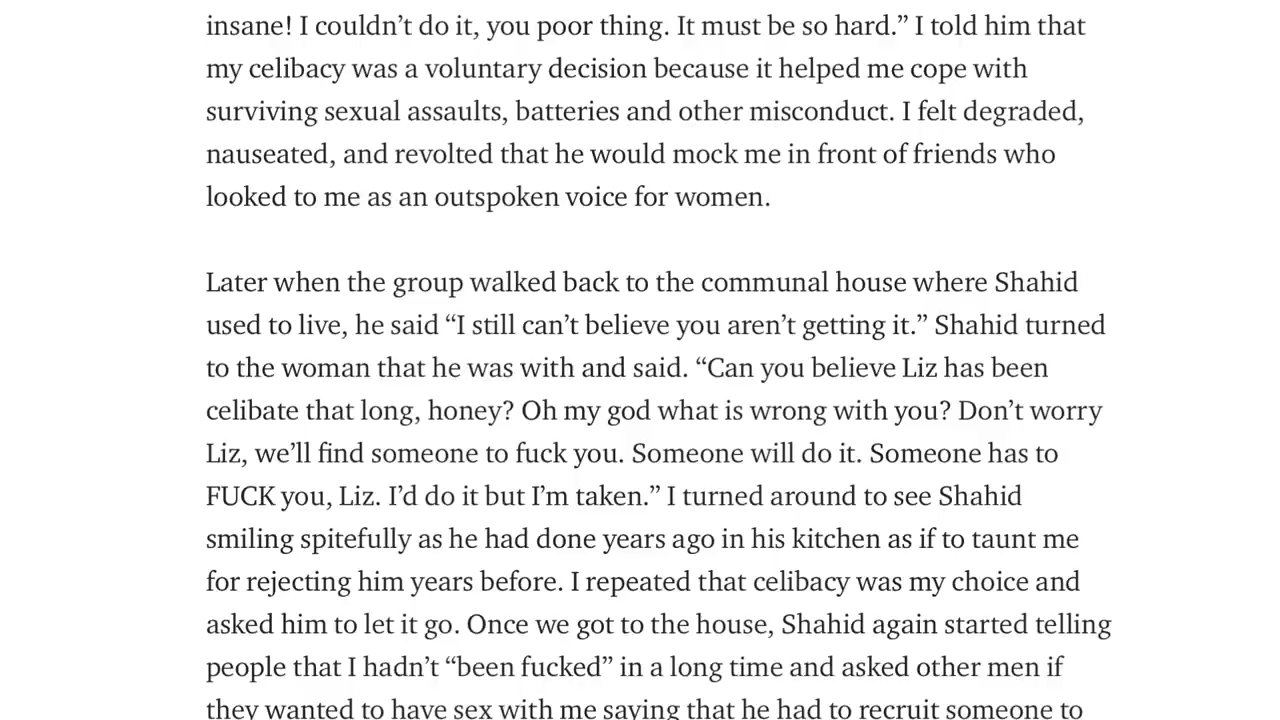 insane! I couldn’t do it, you poor thing. It must be so hard.” I told him that
my celibacy was a voluntary decision because it helped me cope with
surviving sexual assaults, batteries and other misconduct. I felt degraded,
nauseated, and revolted that he would mock me in front of friends who
looked to me as an outspoken voice for women.
Later when the group walked back to the communal house where Shahid
used to live, he said “I still can’t believe you aren’t getting it.” Shahid turned
to the woman that he was with and said. “Can you believe Liz has been
celibate that long, honey? Oh my god what is wrong with you? Don’t worry
Liz, we’ll find someone to fuck you. Someone will do it. Someone has to
FUCK you, Liz. I’d do it but I’m taken.” I turned around to see Shahid
smiling spitefully as he had done years ago in his kitchen as if to taunt me
for rejecting him years before. I repeated that celibacy was my choice and
asked him to let it go. Once we got to the house, Shahid again started telling
people that I hadn’t “been fucked” in a long time and asked other men if
they wanted to have sex with me saying that he had to recruit someone to